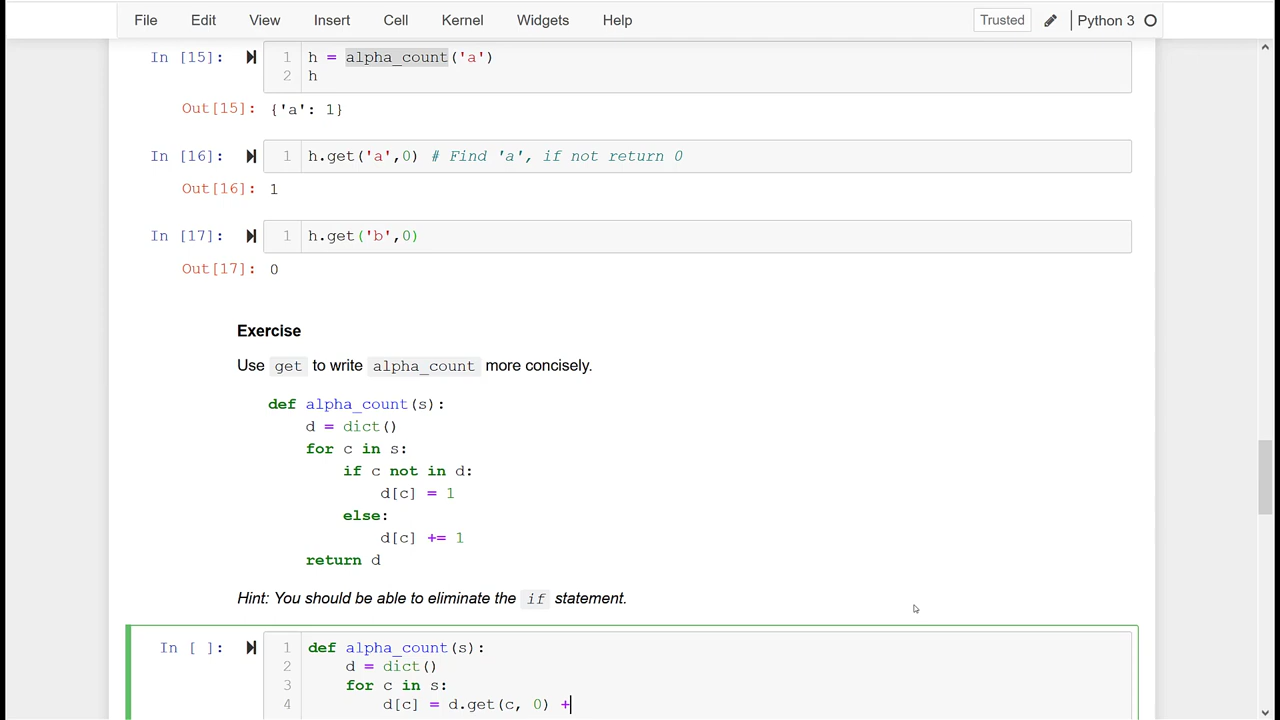 File Edit View Insert Cell Kernel Widgets Help Trusted Python 3
In [15]: 1 h = alpha_count('a')
2 h
Out[15]: {'a': 1}
In [16]: 1 h.get('a',0) # Find 'a', if not return 0
Out[16]: 1
In [17]: 1 h.get('b',0)
Out[17]: 0
Exercise
Use get to write alpha_count more concisely.
def alpha_count(s):
d = dict()
for c in s:
if c not in d:
d[c] = 1
else:
d[c] += 1
return d
Hint: You should be able to eliminate the if statement.
In [ ]: 1 def alpha_count(s):
2 d = dict()
3 for c in s:
4 d[c] = d.get(c, 0) +